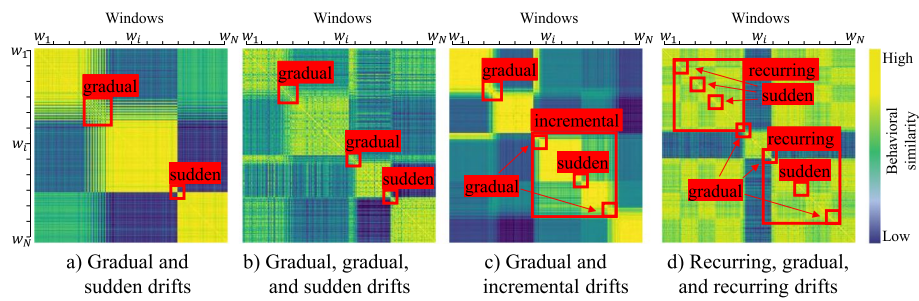 Windows Windows Windows Windows
w1 wi wN w1 wi wN w1 wi wN w1 wi wN
w1
wi
wN
gradual
sudden
gradual
gradual
sudden
gradual
incremental
sudden
gradual
recurring
sudden
recurring
sudden
gradual
High
Behavioral
similarity
Low
a) Gradual and
sudden drifts
b) Gradual, gradual,
and sudden drifts
c) Gradual and
incremental drifts
d) Recurring, gradual,
and recurring drifts